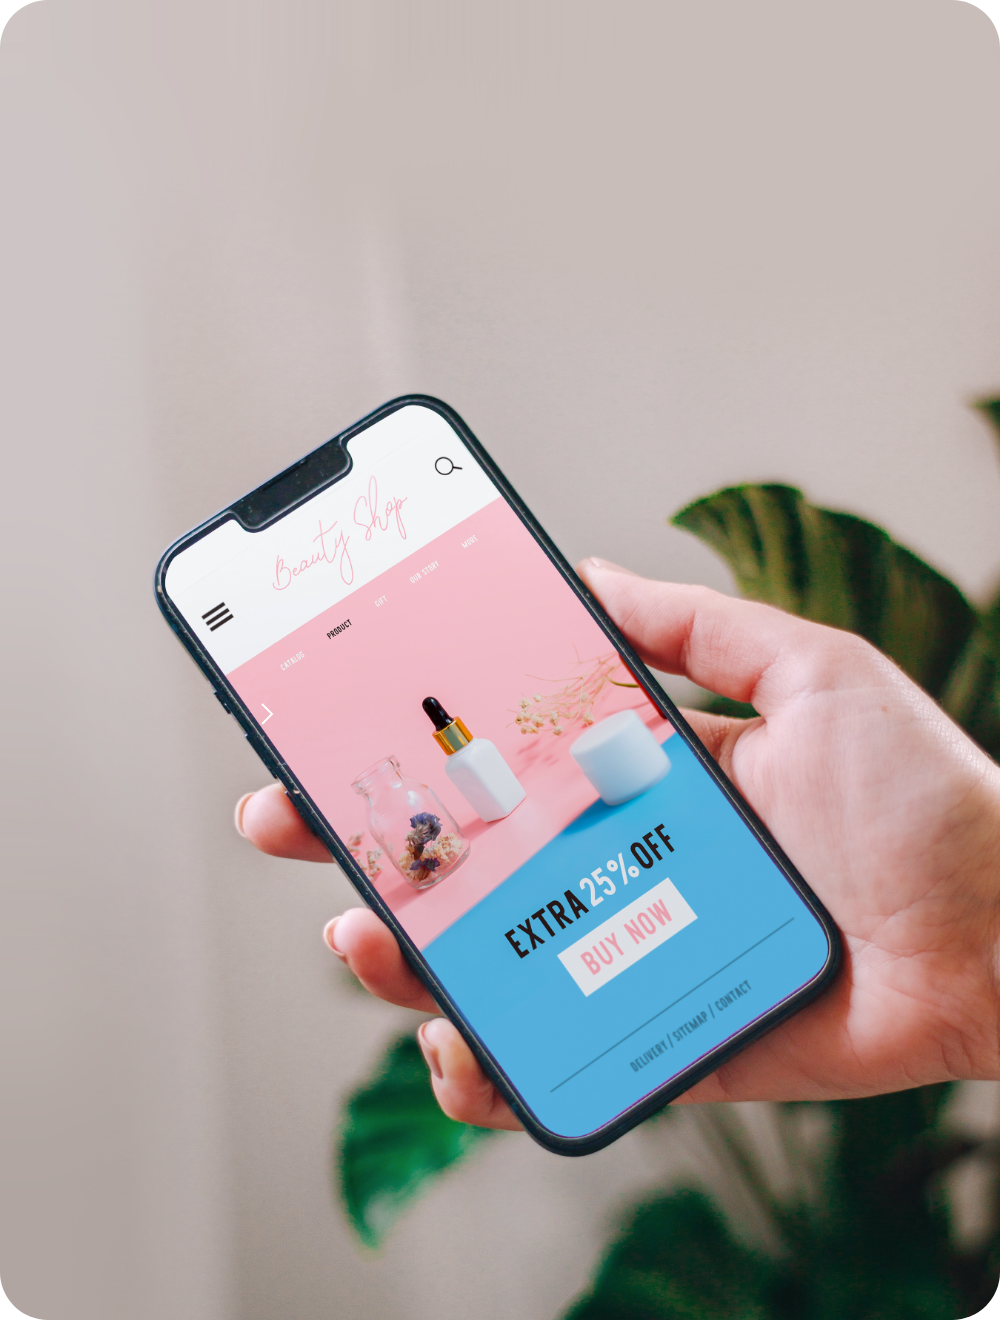 Beauty Shop
CATALOG PRODUCT GIFT OUR STORY MORE
EXTRA 25% OFF
BUY NOW
DELIVERY / SITEMAP / CONTACT